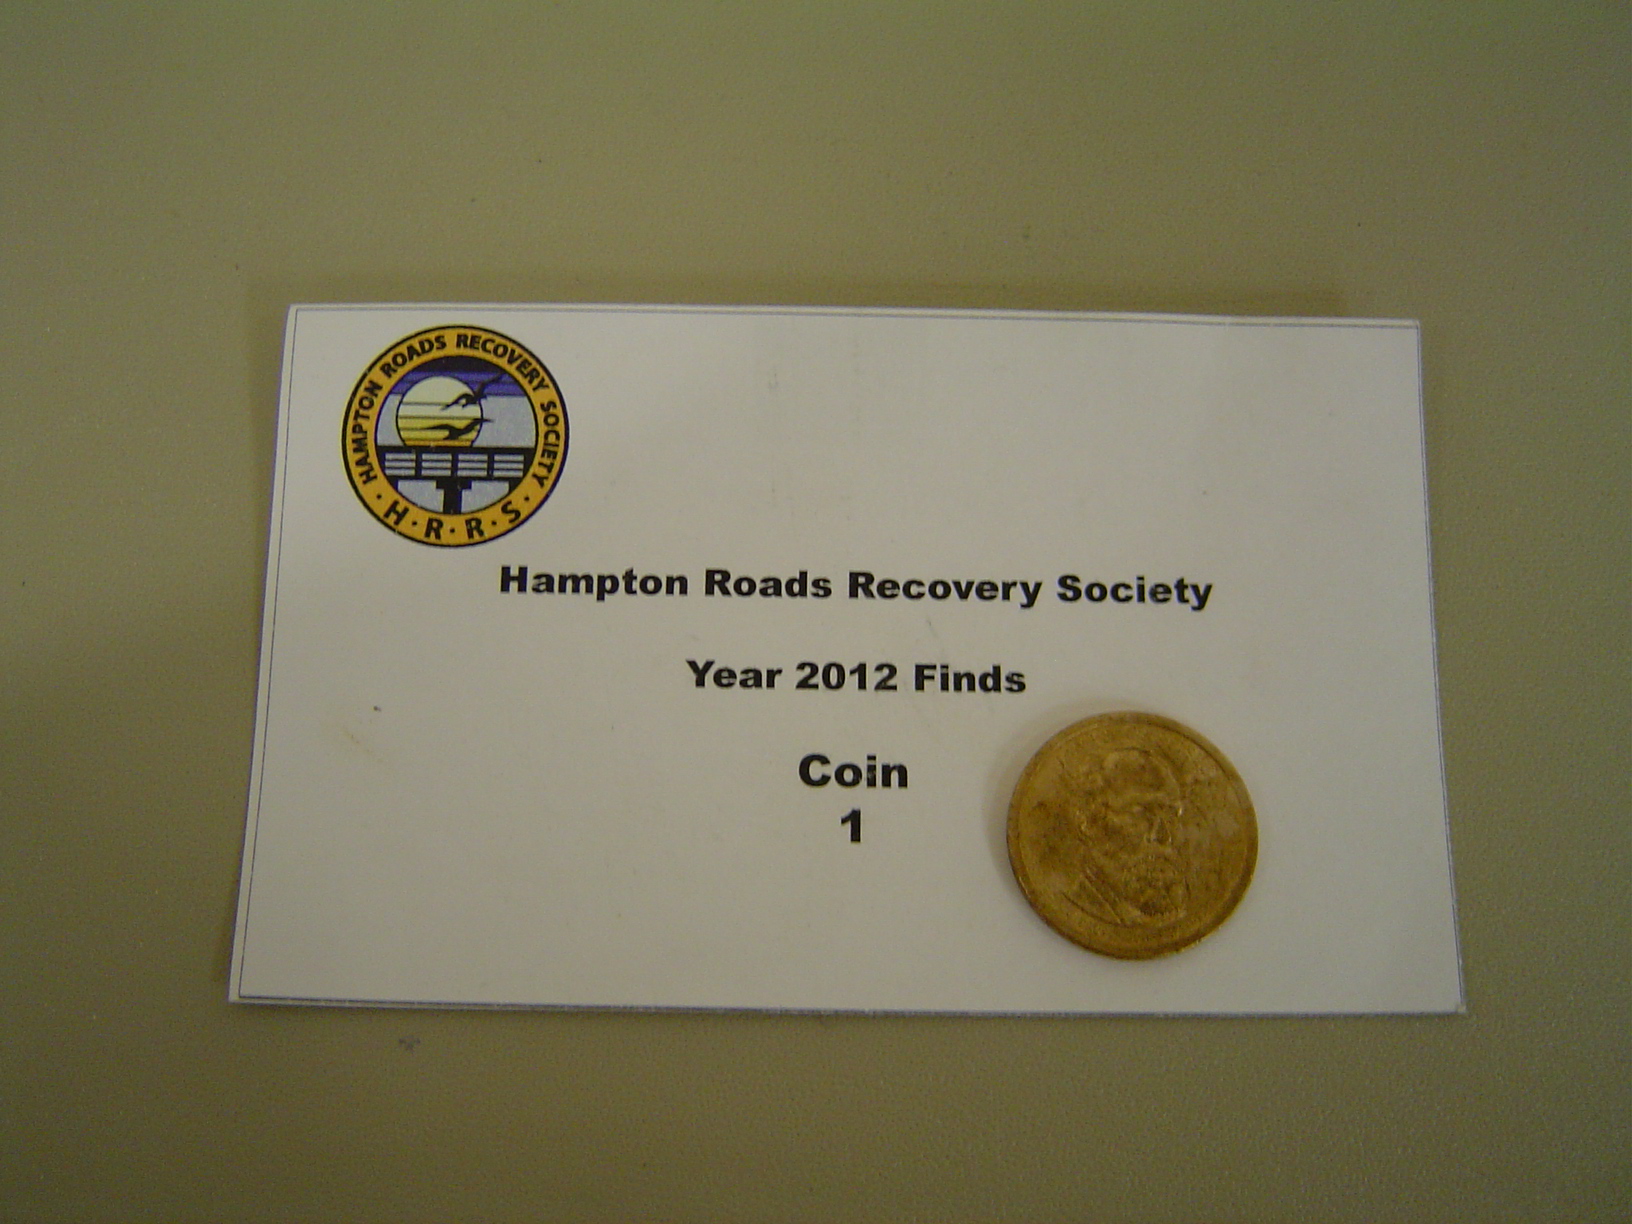 HAMPTON ROADS RECOVERY SOCIETY
· H · R · R · S ·
Hampton Roads Recovery Society
Year 2012 Finds
Coin
1